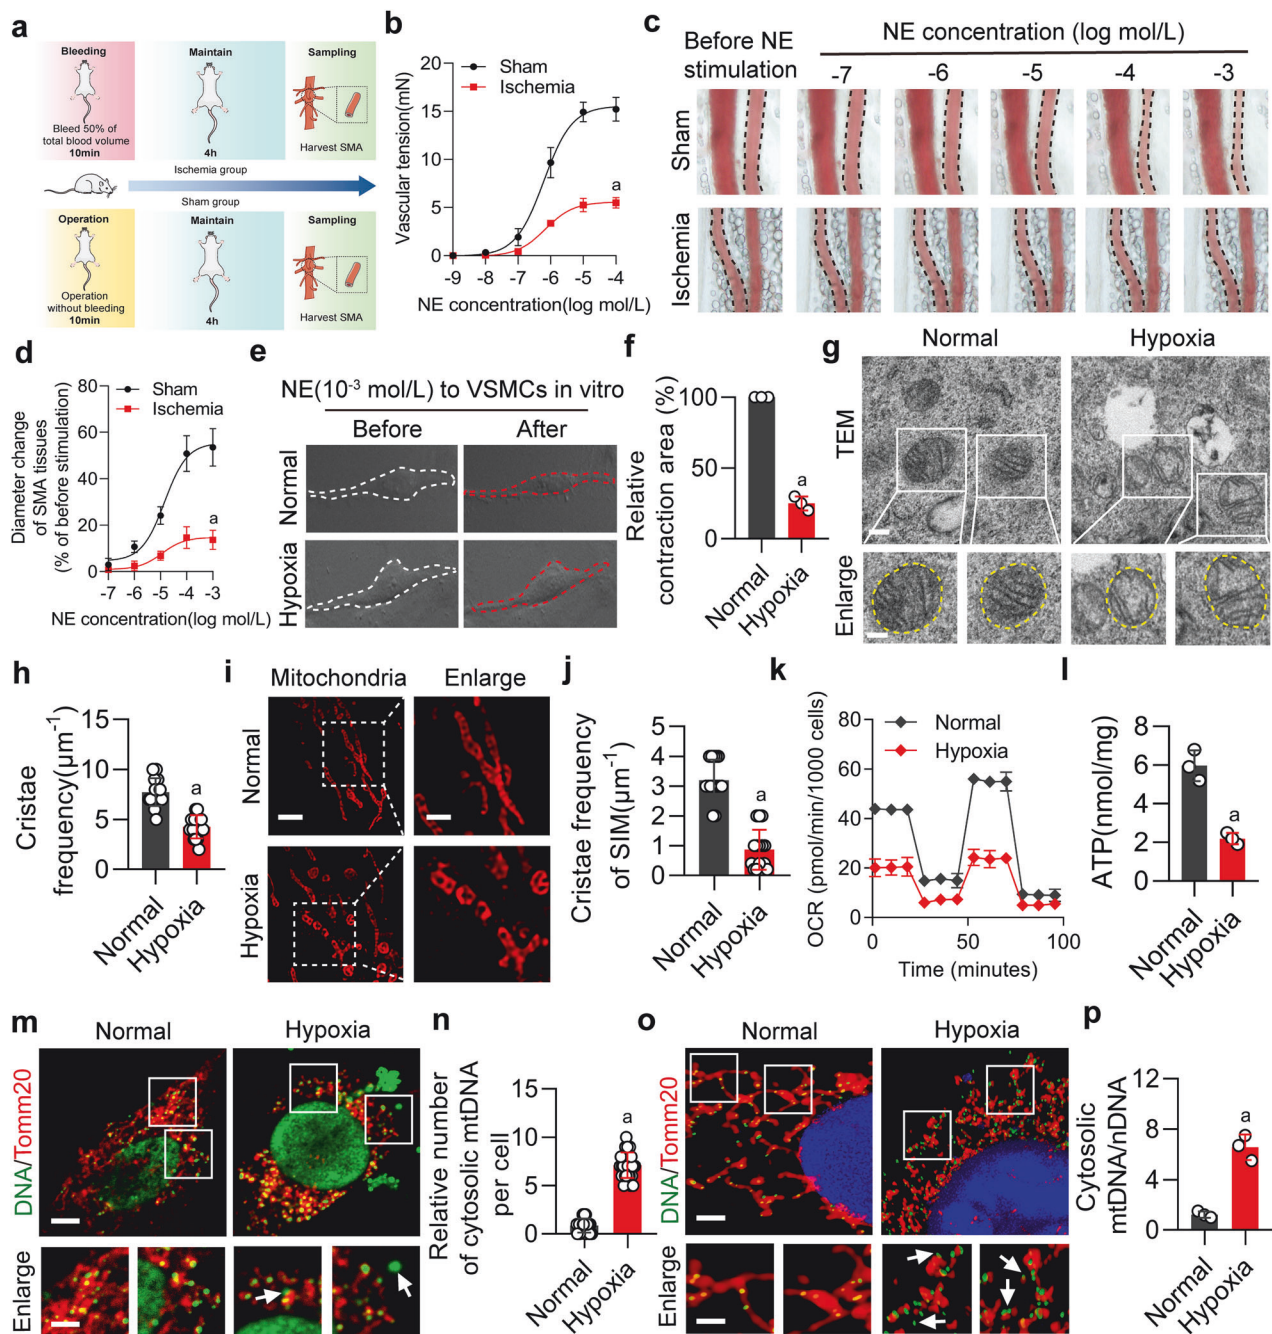 a
Bleeding
Maintain
Sampling
Bleed 50% of
total blood volume
10min
4h
Harvest SMA
Ischemia group
Sham group
Operation
Maintain
Sampling
Operation
without bleeding
10min
4h
Harvest SMA
b
Vascular tension(mN)
20
15
10
5
0
Sham
Ischemia
a
-9 -8 -7 -6 -5 -4
NE concentration(log mol/L)
c
Before NE
stimulation
NE concentration (log mol/L)
-7 -6 -5 -4 -3
Sham
Ischemia
d
Diameter change
of SMA tissues
(% of before stimulation)
80
60
40
20
0
Sham
Ischemia
a
-7 -6 -5 -4 -3
NE concentration(log mol/L)
e
NE(10⁻³ mol/L) to VSMCs in vitro
Before After
Normal
Hypoxia
f
Relative
contraction area (%)
100
50
0
a
Normal
Hypoxia
g
Normal Hypoxia
TEM
Enlarge
h
Cristae
frequency(μm⁻¹)
15
10
5
0
a
Normal
Hypoxia
i
Mitochondria Enlarge
Normal
Hypoxia
j
Cristae frequency
of SIM(μm⁻¹)
5
4
3
2
1
0
a
Normal
Hypoxia
k
OCR (pmol/min/1000 cells)
80
60
40
20
0
Normal
Hypoxia
0 50 100
Time (minutes)
l
ATP(nmol/mg)
8
6
4
2
0
a
Normal
Hypoxia
m
Normal Hypoxia
DNA/Tomm20
Enlarge
n
Relative number
of cytosolic mtDNA
per cell
15
10
5
0
a
Normal
Hypoxia
o
Normal Hypoxia
DNA/Tomm20
Enlarge
p
Cytosolic
mtDNA/nDNA
12
8
4
0
a
Normal
Hypoxia